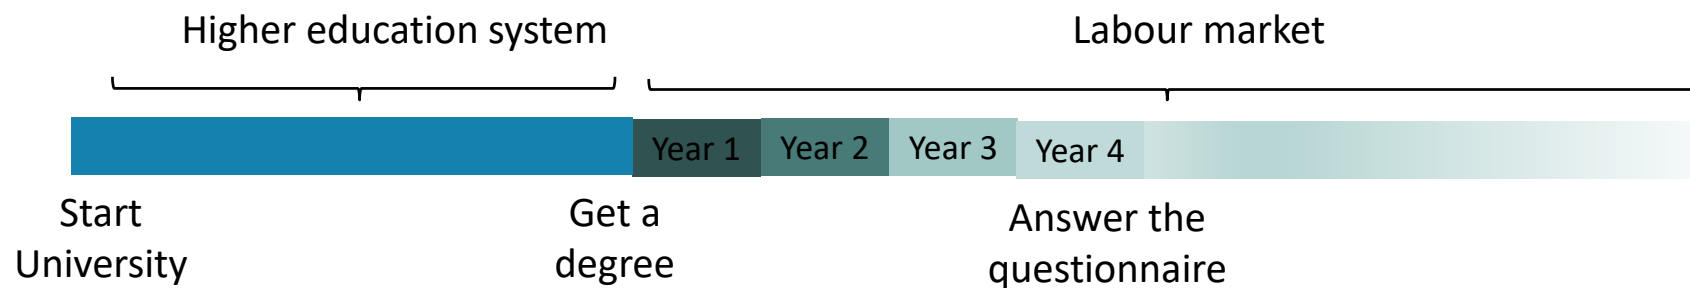 Higher education system
Labour market
Year 1
Year 2
Year 3
Year 4
Start
University
Get a
degree
Answer the
questionnaire